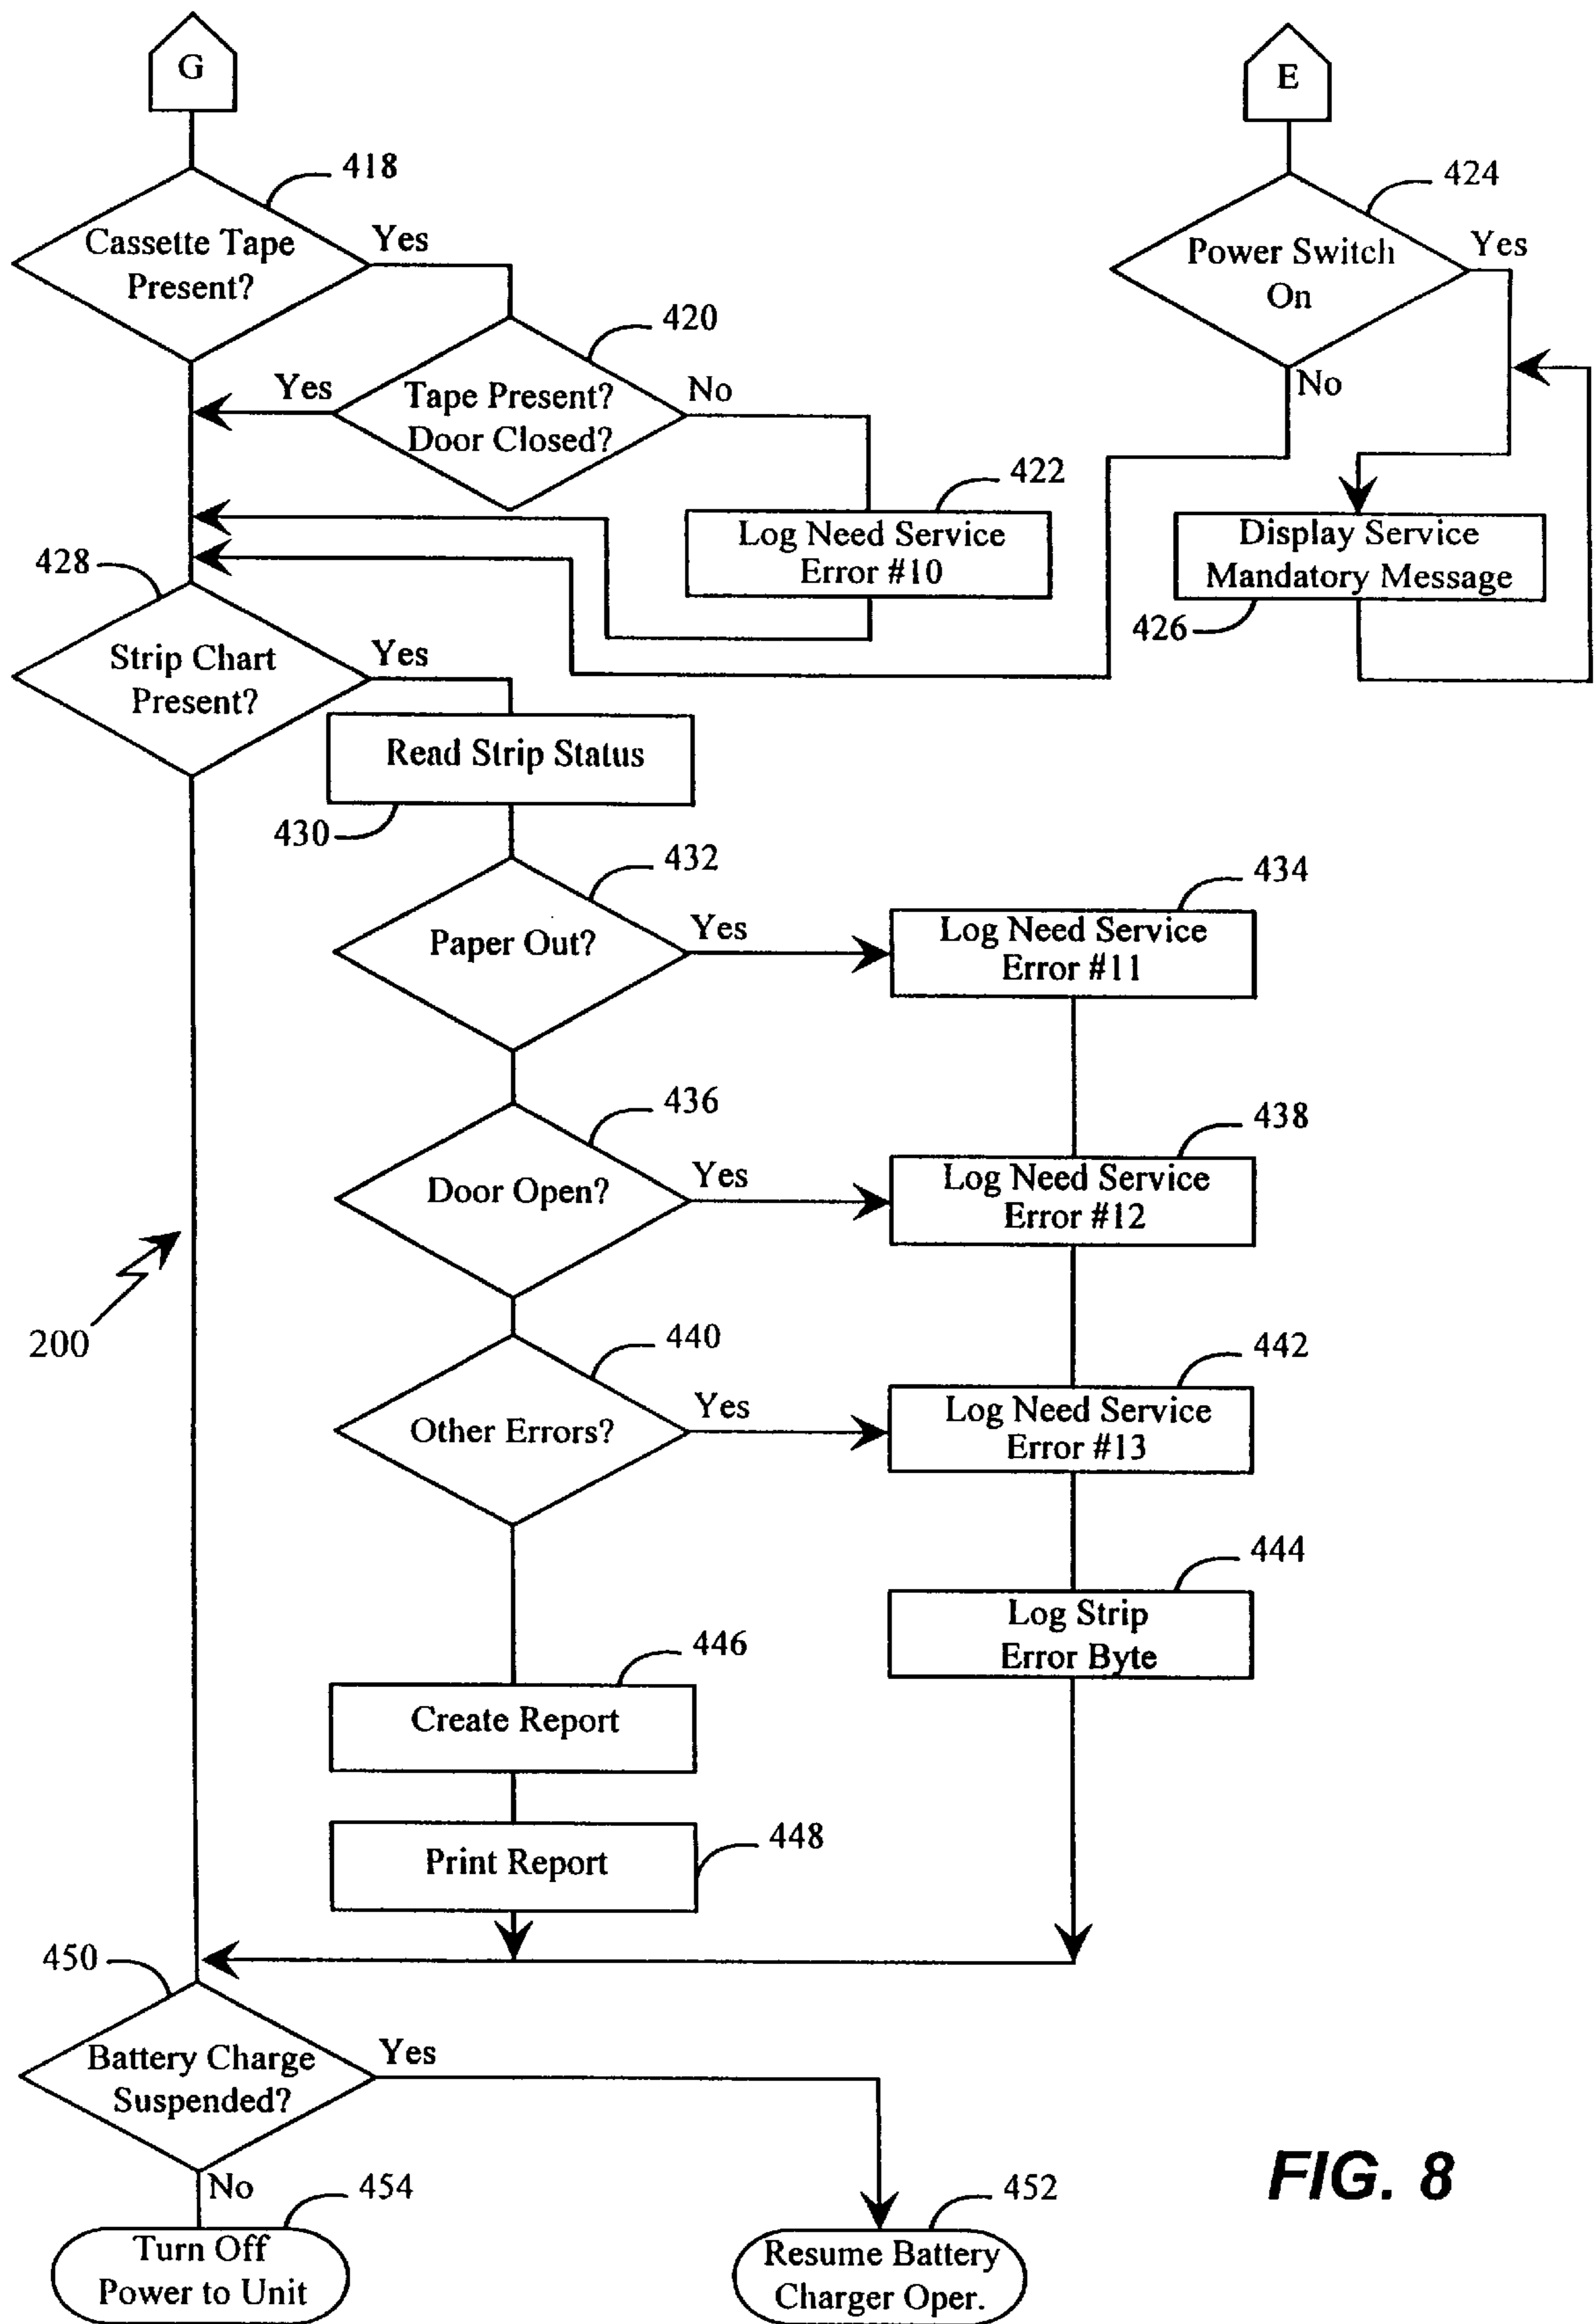 G
E
418
424
Cassette Tape
Present?
Yes
Power Switch
On
Yes
420
Tape Present?
Door Closed?
Yes
No
No
422
Log Need Service
Error #10
Display Service
Mandatory Message
426
428
Strip Chart
Present?
Yes
Read Strip Status
430
432
Paper Out?
Yes
434
Log Need Service
Error #11
436
Door Open?
Yes
438
Log Need Service
Error #12
200
440
Other Errors?
Yes
442
Log Need Service
Error #13
444
Log Strip
Error Byte
446
Create Report
Print Report
448
450
Battery Charge
Suspended?
Yes
No
454
Turn Off
Power to Unit
452
Resume Battery
Charger Oper.
FIG. 8